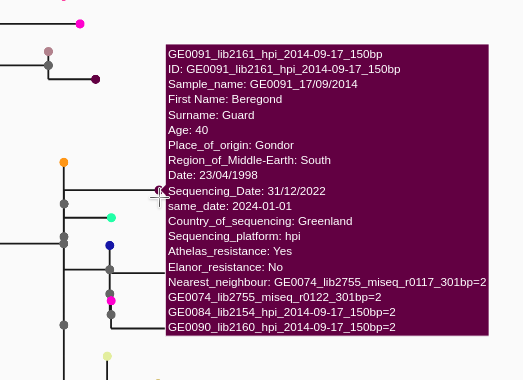 GE0091_lib2161_hpi_2014-09-17_150bp
ID: GE0091_lib2161_hpi_2014-09-17_150bp
Sample_name: GE0091_17/09/2014
First Name: Beregond
Surname: Guard
Age: 40
Place_of_origin: Gondor
Region_of_Middle-Earth: South
Date: 23/04/1998
Sequencing_Date: 31/12/2022
same_date: 2024-01-01
Country_of_sequencing: Greenland
Sequencing_platform: hpi
Athelas_resistance: Yes
Elanor_resistance: No
Nearest_neighbour: GE0074_lib2755_miseq_r0117_301bp=2
GE0074_lib2755_miseq_r0122_301bp=2
GE0084_lib2154_hpi_2014-09-17_150bp=2
GE0090_lib2160_hpi_2014-09-17_150bp=2